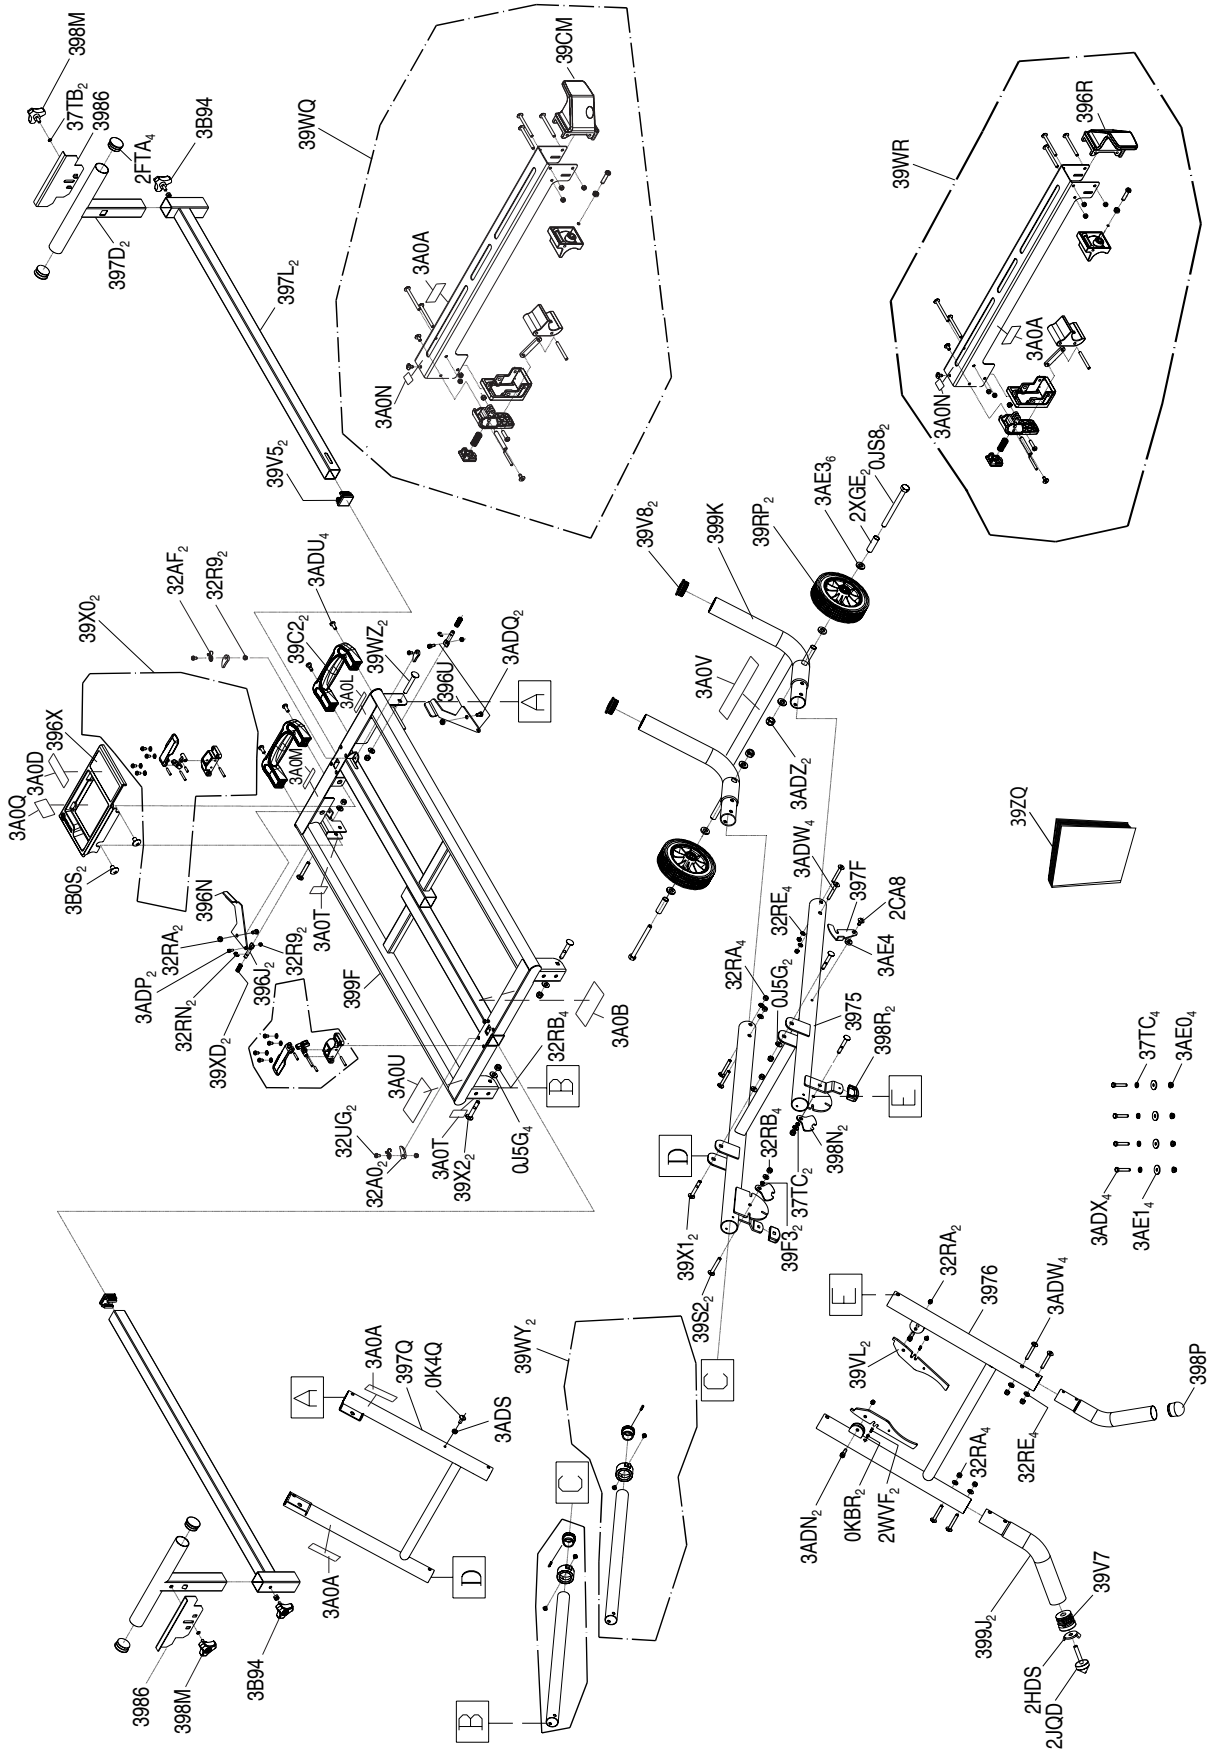 398M
37TB2
3986
2FTA4
3B94
397D2
397L2
39V52
39WQ
39CM
3A0A
3A0N
39WR
396R
3A0A
3A0N
32AF2
32R92
39X02
3ADU4
39C22
39WZ2
3A0L
396U
3ADQ2
A
3A0M
396X
3A0D
3A0Q
3B0S2
396N
32RA2
3ADP2
32RN2
396J2
32R92
39XD2
3A0T
399F
3A0U
3A0B
32RB4
B
32UG2
32A02
3A0T
39X22
0J5G4
39V82
399K
39RP2
3AE36
2XGE2
0JS82
3A0V
3ADZ2
3ADW4
397F
2CA8
3AE4
32RE4
32RA4
0J5G2
3975
398R2
E
D
32RB4
398N2
37TC2
39F32
39X12
39S22
C
39ZQ
37TC4
3AE04
3ADX4
3AE14
3986
398M
3B94
A
3A0A
397Q
0K4Q
3ADS
3A0A
D
39WY2
C
B
E
32RA2
3976
3ADW4
39VL2
398P
32RE4
32RA4
3ADN2
0KBR2
2WVF2
399J2
39V7
2HDS
2JQD